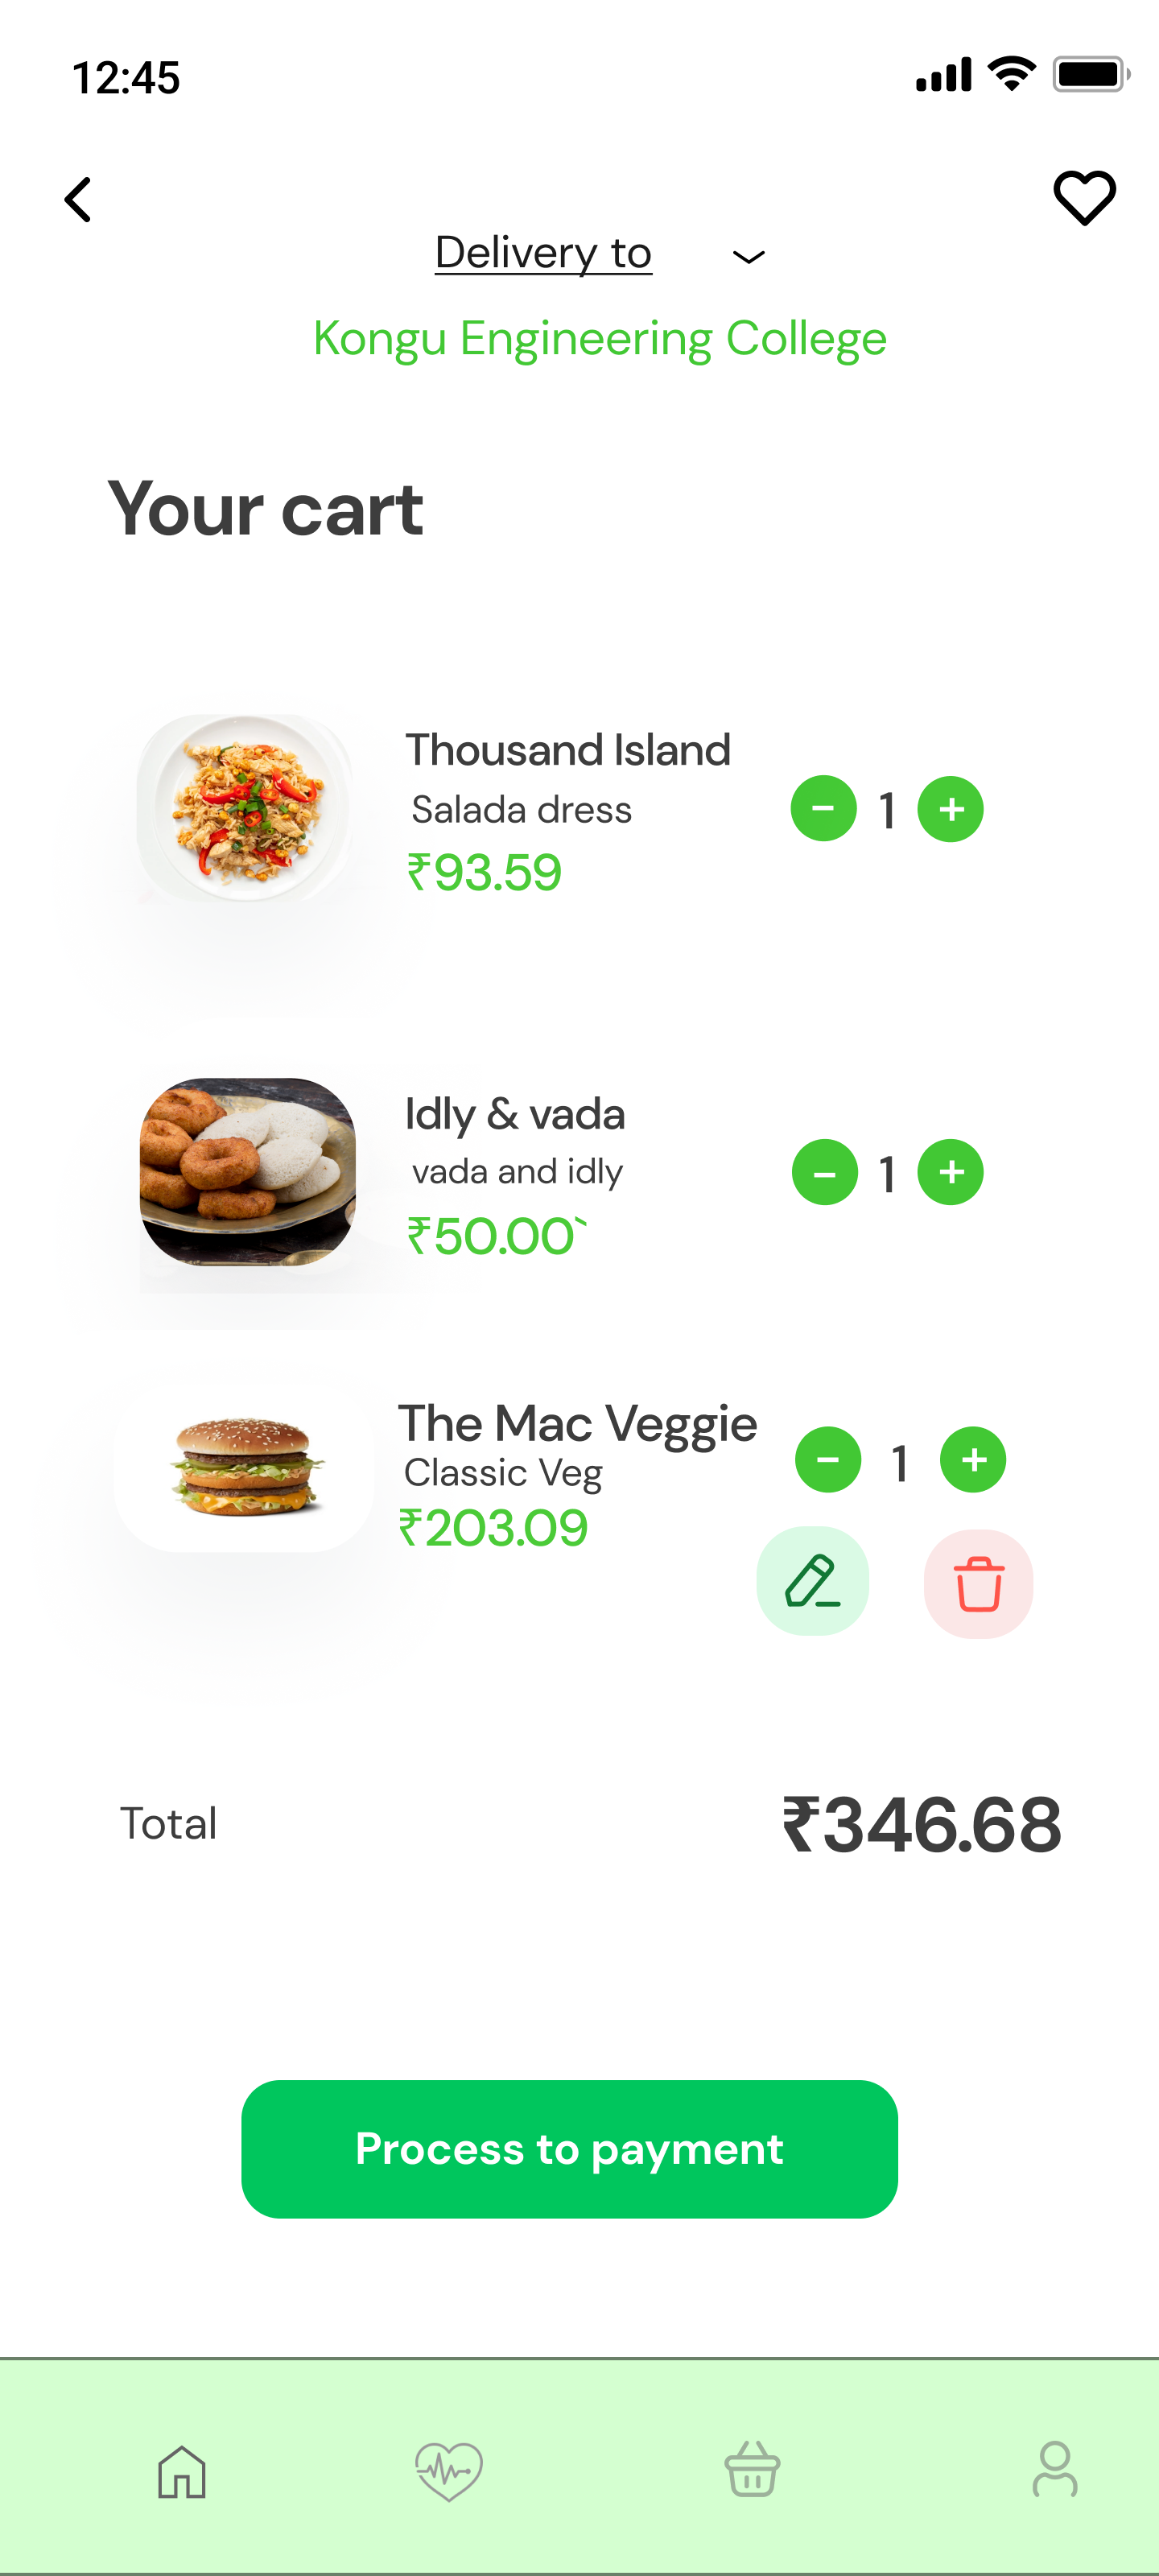 12:45
Delivery to
Kongu Engineering College
Your cart
Thousand Island
Salada dress
₹93.59
− 1 +
Idly & vada
vada and idly
₹50.00`
− 1 +
The Mac Veggie
Classic Veg
₹203.09
− 1 +
Total
₹346.68
Process to payment